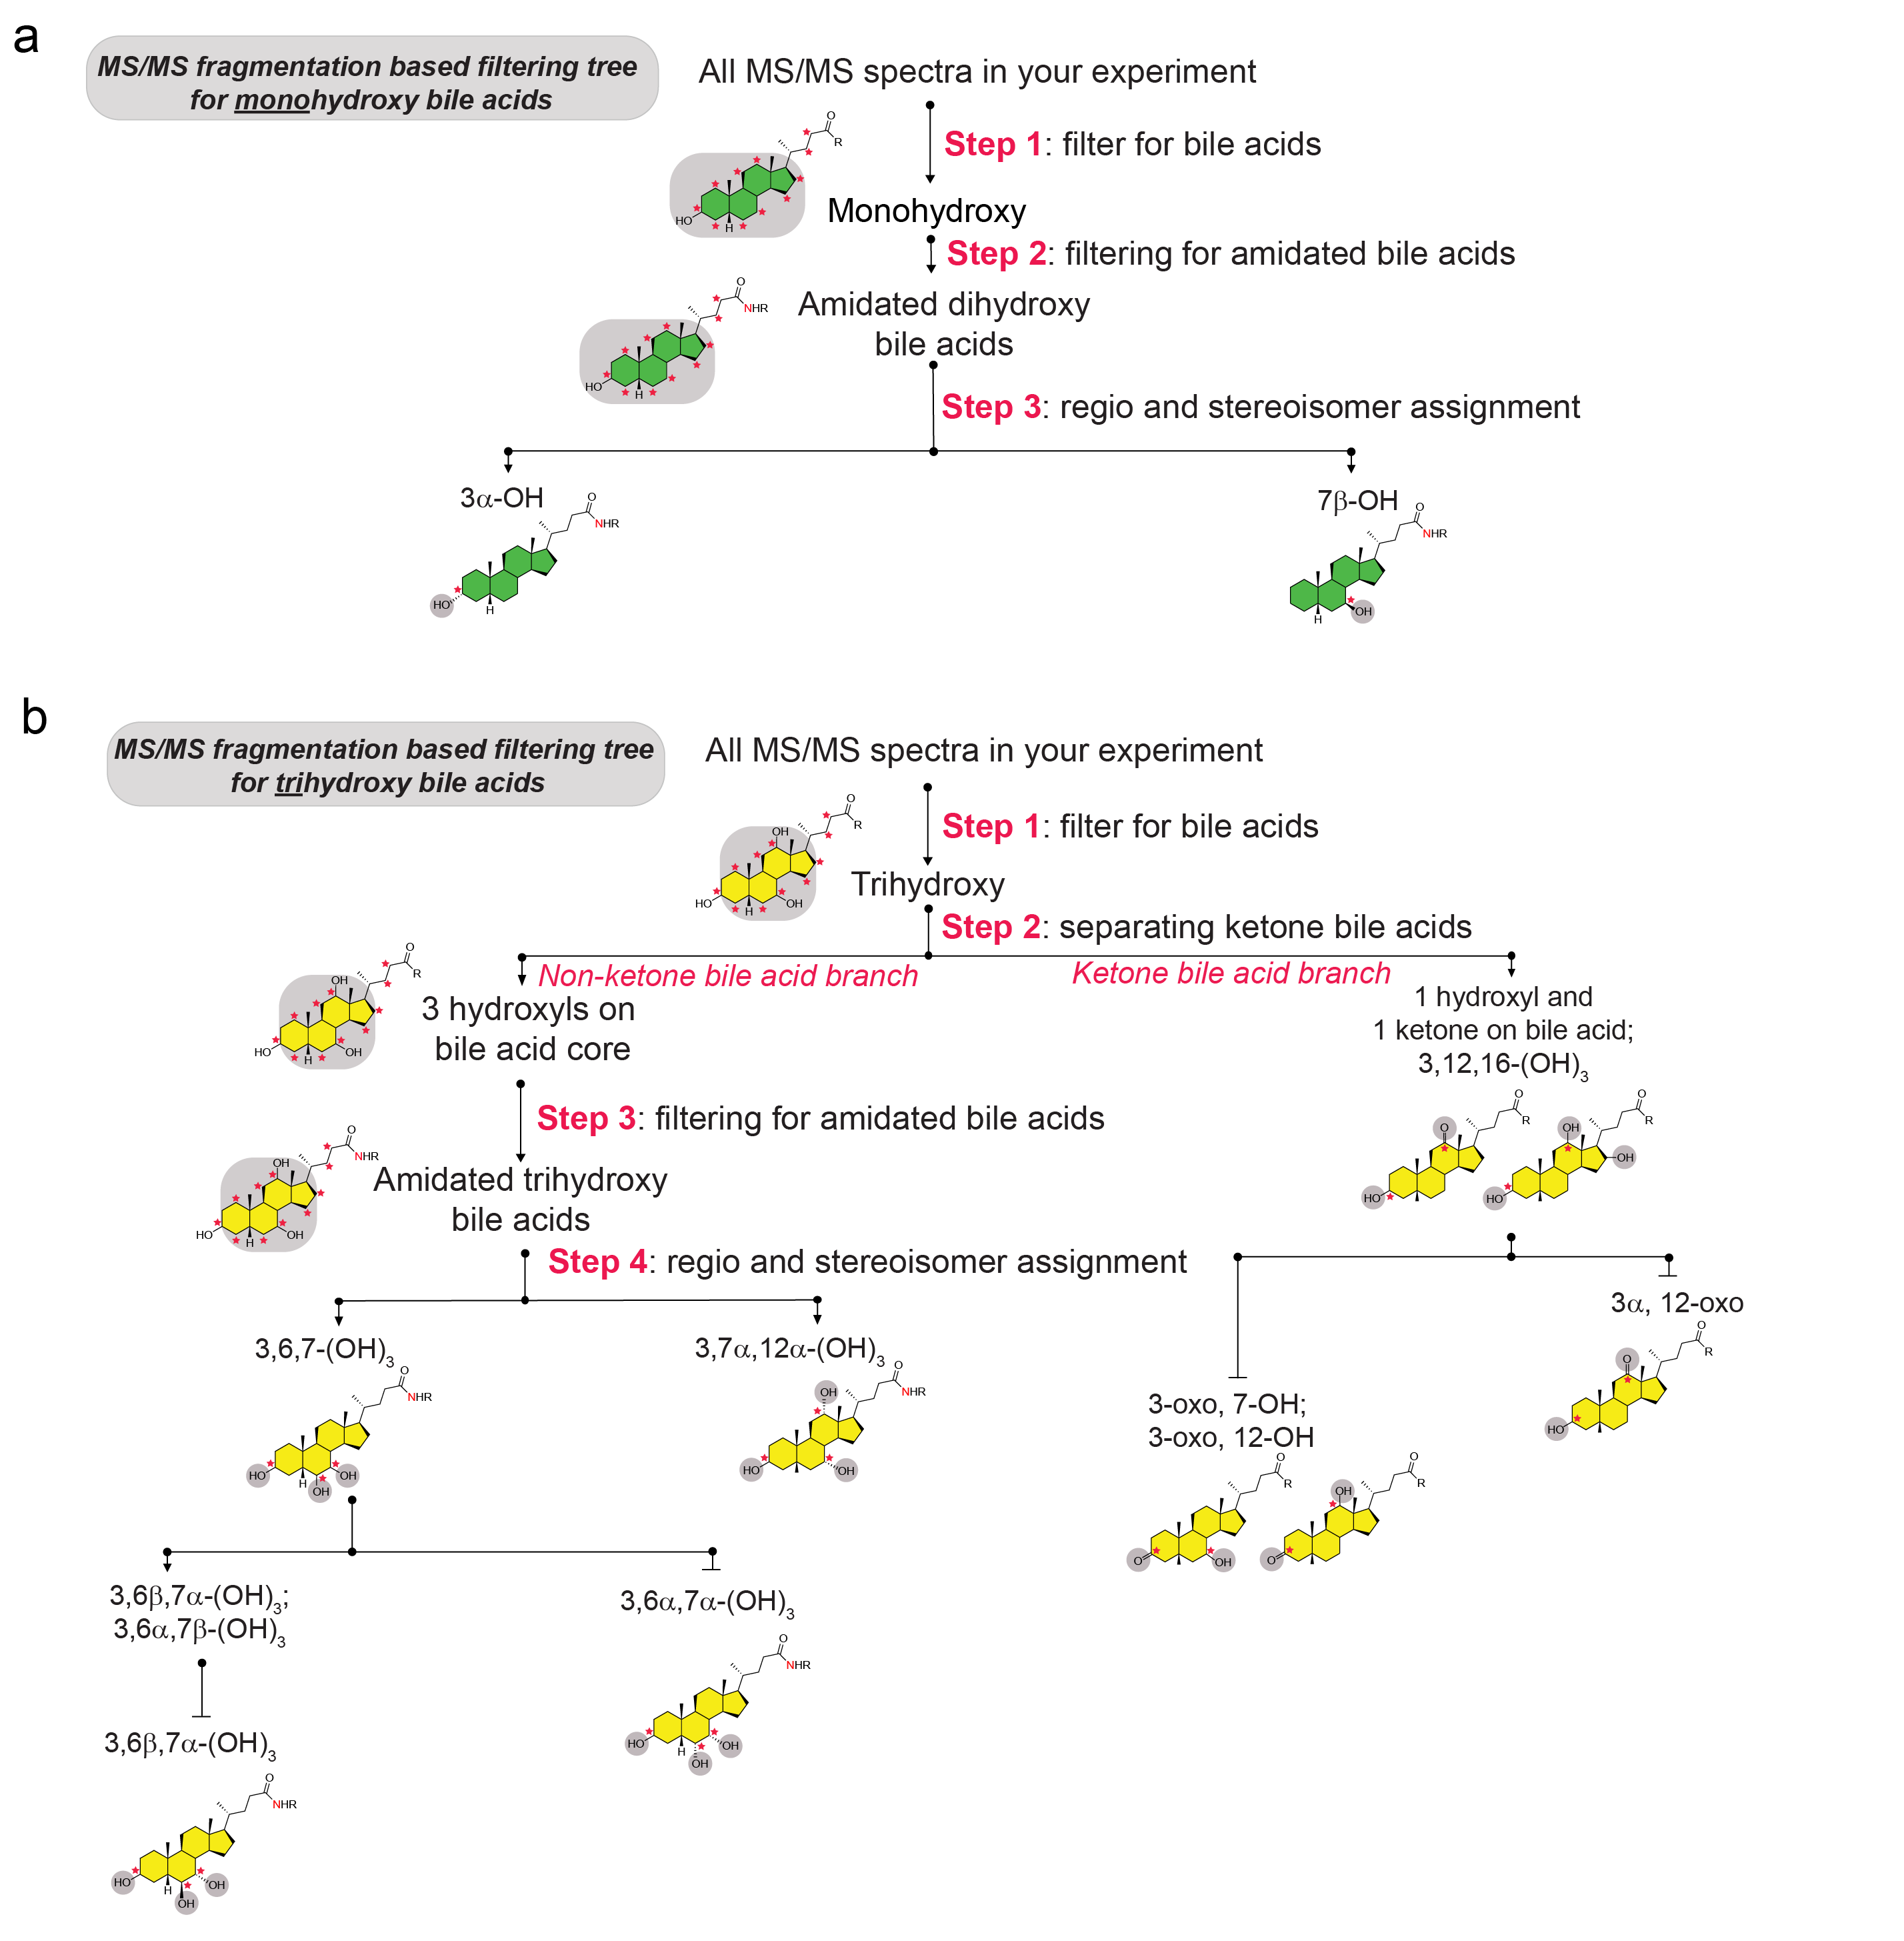 a
MS/MS fragmentation based filtering tree
for monohydroxy bile acids
All MS/MS spectra in your experiment
Step 1: filter for bile acids
O
R
HO
H
Monohydroxy
Step 2: filtering for amidated bile acids
O
NHR
HO
H
Amidated dihydroxy
bile acids
Step 3: regio and stereoisomer assignment
3α-OH
O
NHR
HO
H
7β-OH
O
NHR
OH
H
b
MS/MS fragmentation based filtering tree
for trihydroxy bile acids
All MS/MS spectra in your experiment
Step 1: filter for bile acids
O
R
OH
HO
H
OH
Trihydroxy
Step 2: separating ketone bile acids
Non-ketone bile acid branch
Ketone bile acid branch
O
R
OH
HO
H
OH
3 hydroxyls on
bile acid core
1 hydroxyl and
1 ketone on bile acid;
3,12,16-(OH)3
O
R
O
HO
O
R
OH
OH
HO
Step 3: filtering for amidated bile acids
O
NHR
OH
HO
H
OH
Amidated trihydroxy
bile acids
Step 4: regio and stereoisomer assignment
3,6,7-(OH)3
O
NHR
HO
H
OH
OH
3,7α,12α-(OH)3
O
NHR
OH
HO
OH
3α, 12-oxo
O
R
O
HO
3-oxo, 7-OH;
3-oxo, 12-OH
O
R
O
OH
O
R
OH
O
3,6β,7α-(OH)3;
3,6α,7β-(OH)3
3,6α,7α-(OH)3
O
NHR
HO
H
OH
OH
3,6β,7α-(OH)3
O
NHR
HO
H
OH
OH